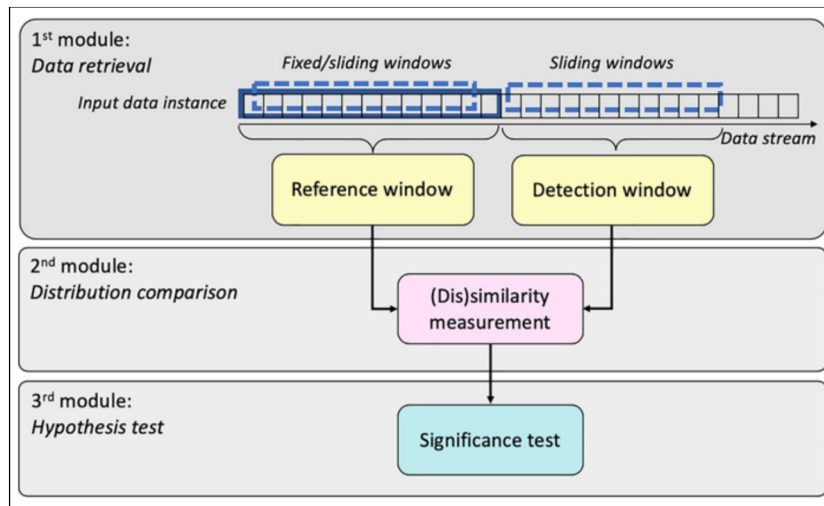 1st module:
Data retrieval
Fixed/sliding windows
Sliding windows
Input data instance
Data stream
Reference window
Detection window
2nd module:
Distribution comparison
(Dis)similarity
measurement
3rd module:
Hypothesis test
Significance test